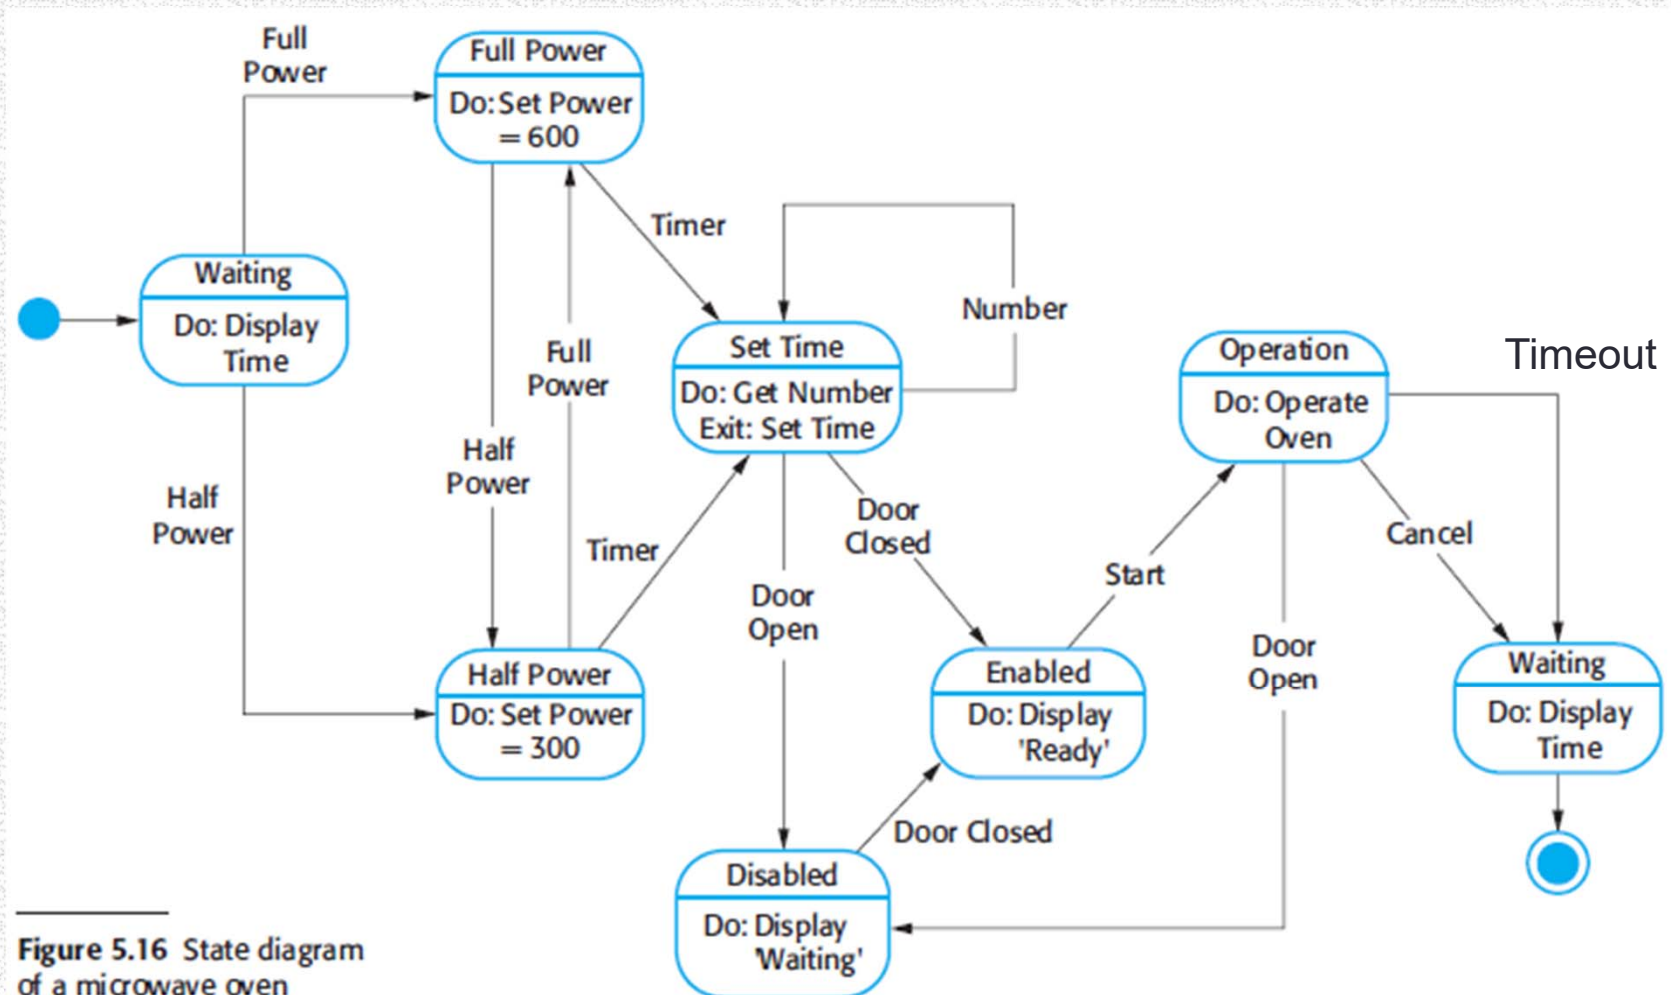 Full
Power
Full Power
Do: Set Power
= 600
Timer
Waiting
Do: Display
Time
Number
Full
Power
Set Time
Do: Get Number
Exit: Set Time
Operation
Do: Operate
Oven
Timeout
Half
Power
Half
Power
Timer
Door
Closed
Cancel
Start
Door
Open
Door
Open
Half Power
Do: Set Power
= 300
Enabled
Do: Display
'Ready'
Waiting
Do: Display
Time
Door Closed
Disabled
Do: Display
'Waiting'
Figure 5.16 State diagram
of a microwave oven